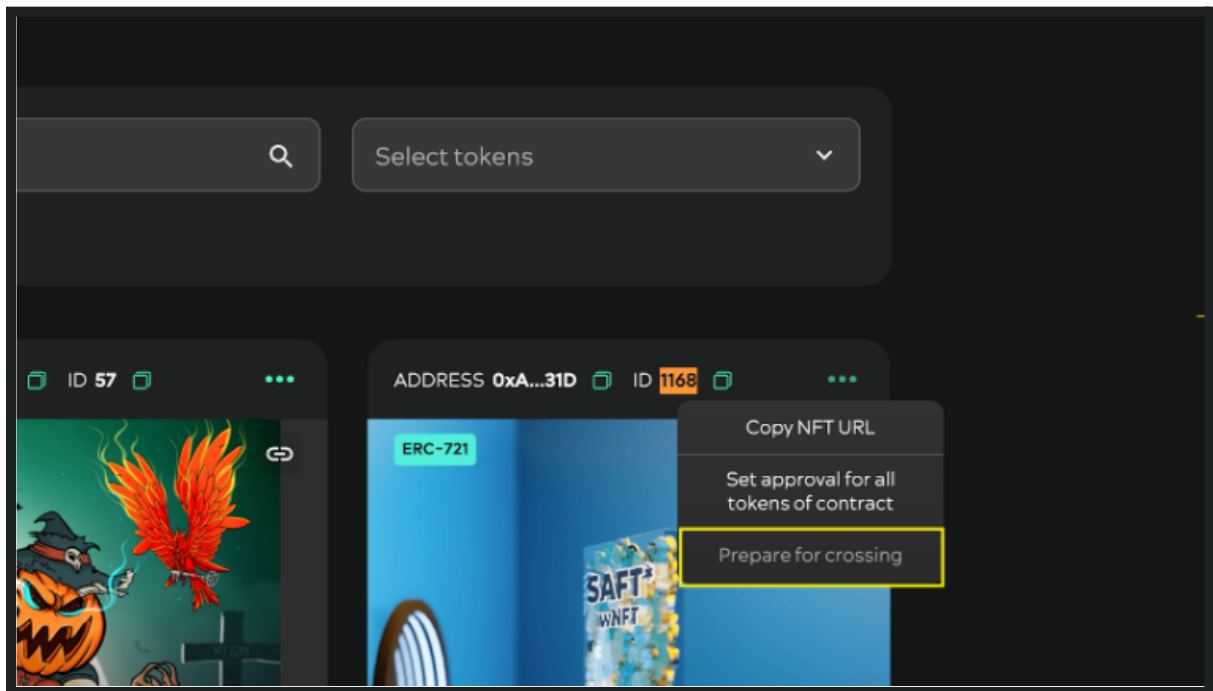 Select tokens
ID 57
ADDRESS 0xA...31D ID 1168
Copy NFT URL
ERC-721
Set approval for all
tokens of contract
Prepare for crossing
SAFT*
WNFT